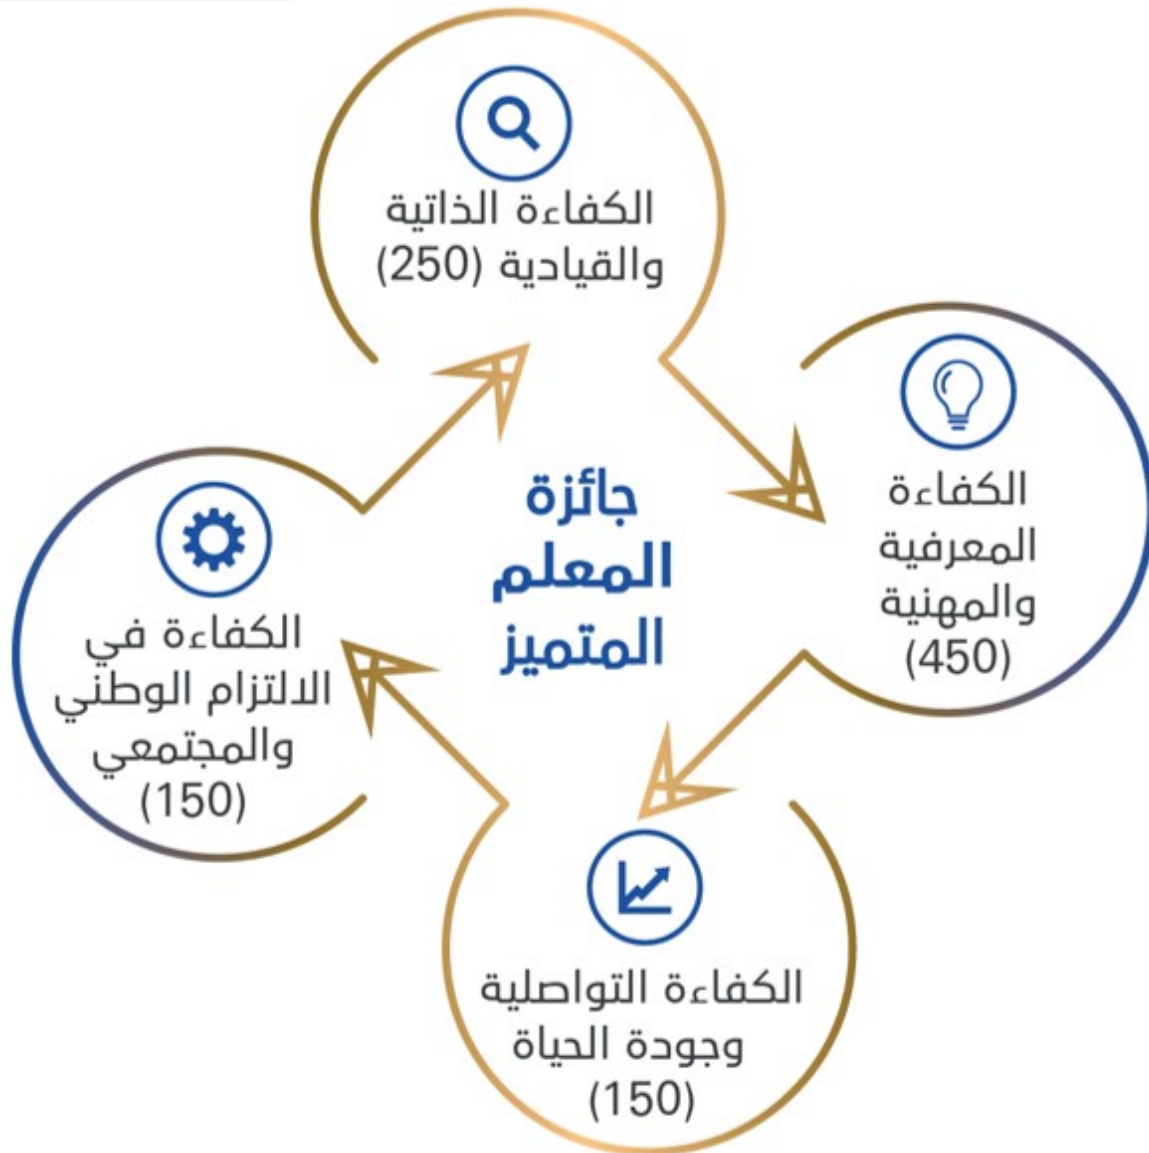 الكفاءة الذاتية
والقيادية (250)
الكفاءة
المعرفية
والمهنية
(450)
جائزة
المعلم
المتميز
الكفاءة في
الالتزام الوطني
والمجتمعي
(150)
الكفاءة التواصلية
وجودة الحياة
(150)